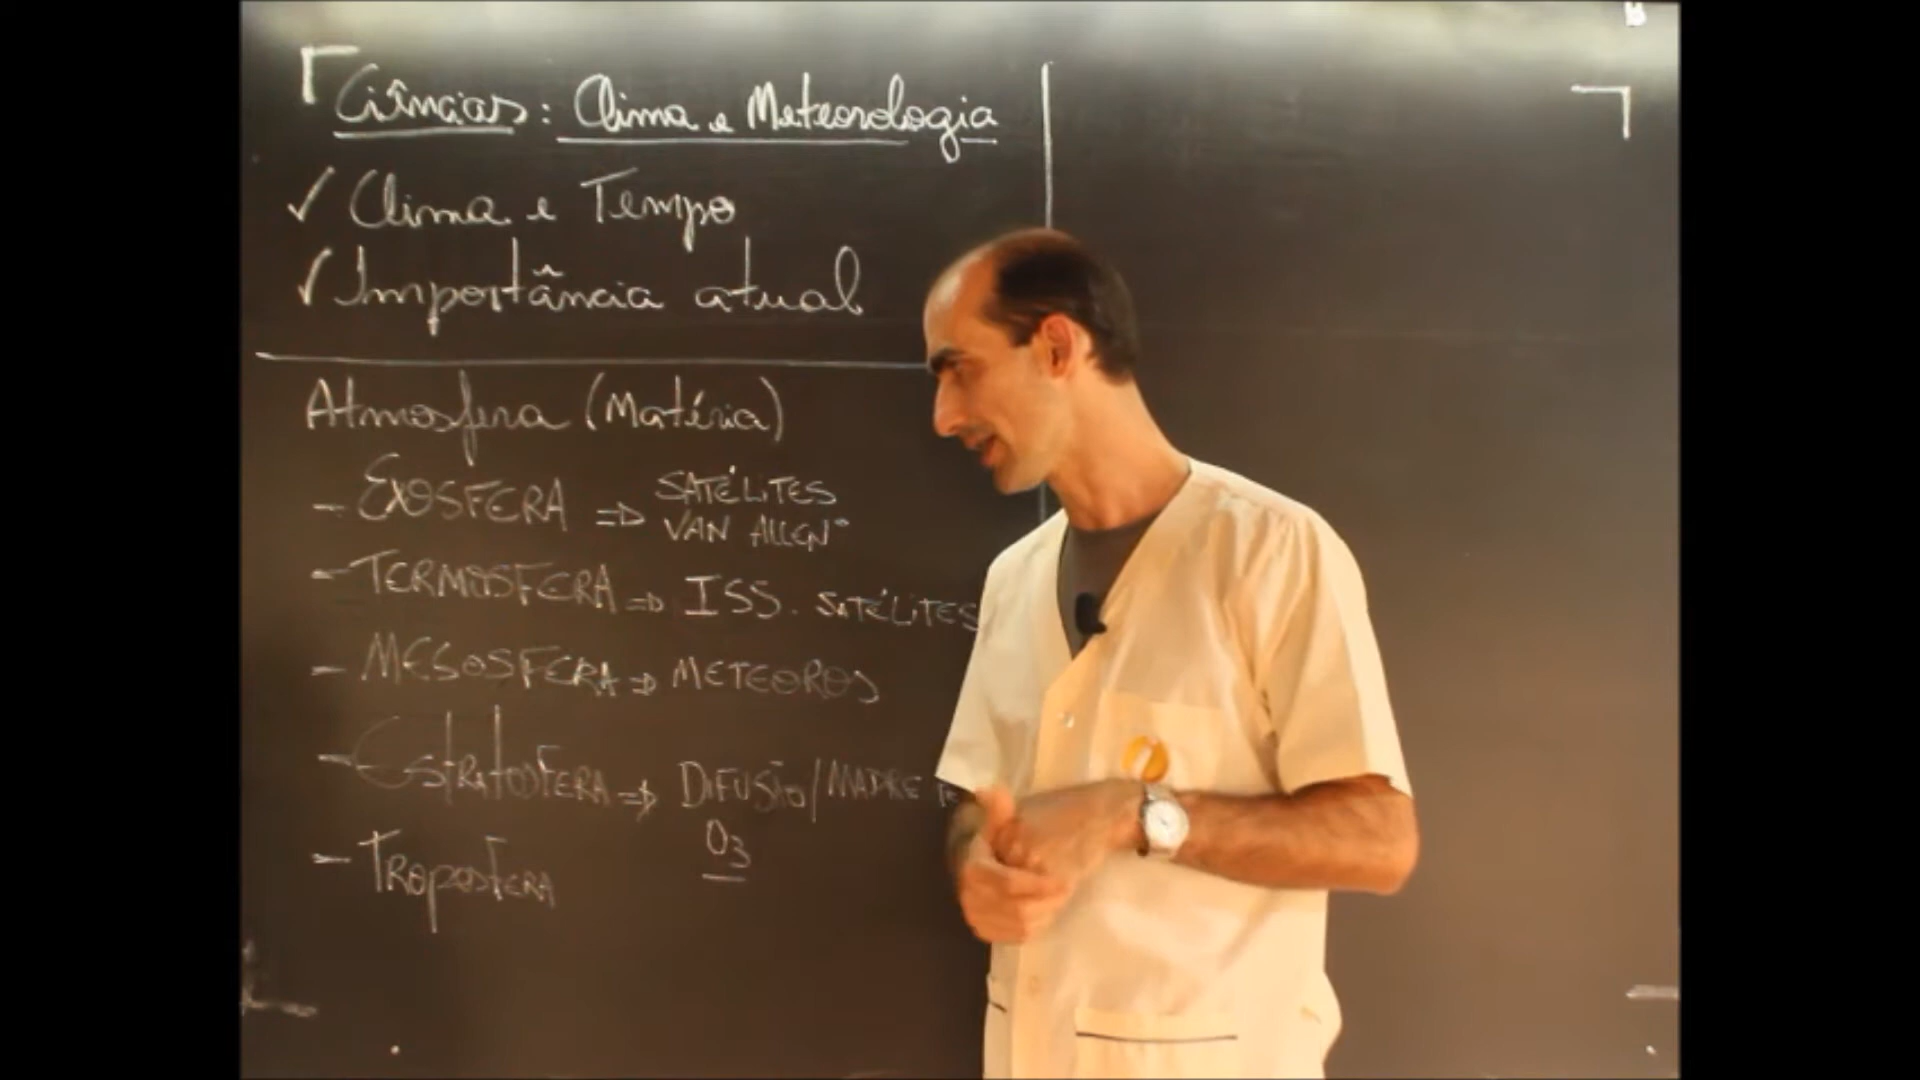 Ciências: Clima e Meteorologia
✓ Clima e Tempo
✓ Importância atual
Atmosfera (Matéria)
- EXOSFERA => SATÉLITES
VAN ALLEN
- TERMOSFERA => ISS. SATÉLITES
- MESOSFERA => METEOROS
- ESTRATOSFERA => DIFUSÃO/MADRE
O3
- TROPOSFERA